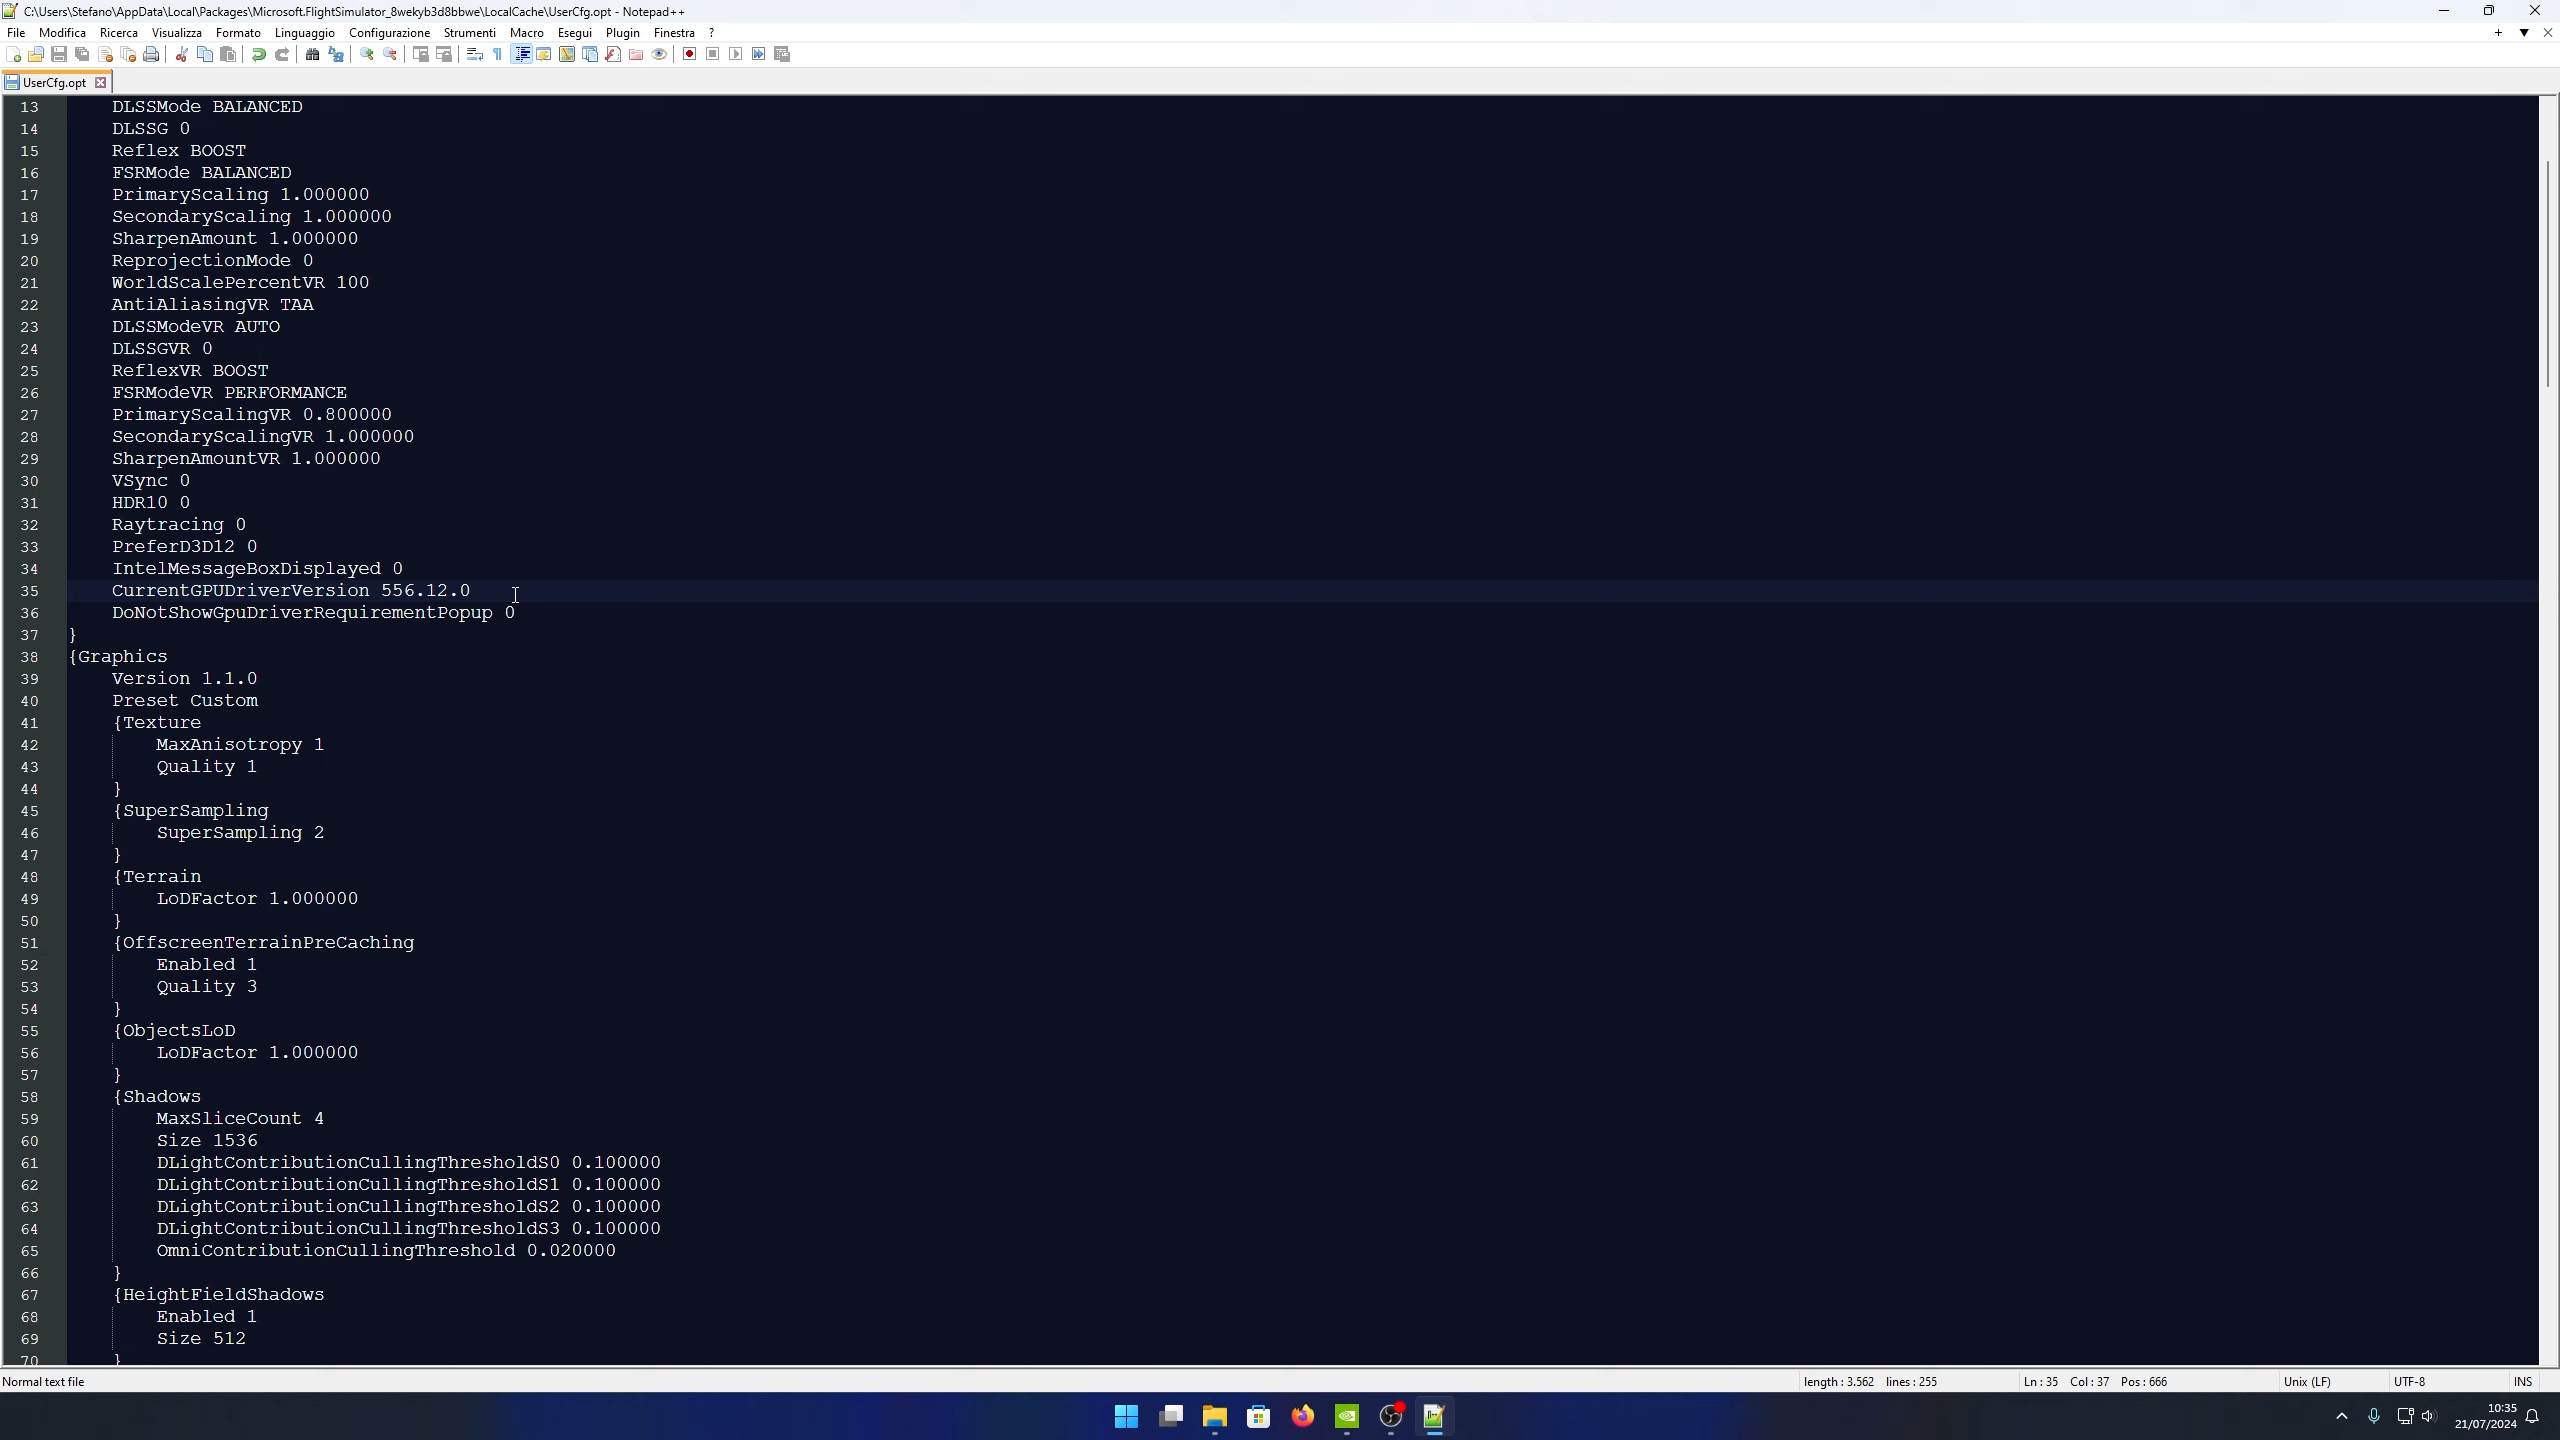 C:\Users\Stefano\AppData\Local\Packages\Microsoft.FlightSimulator_8wekyb3d8bbwe\LocalCache\UserCfg.opt - Notepad++
File Modifica Ricerca Visualizza Formato Linguaggio Configurazione Strumenti Macro Esegui Plugin Finestra ?
UserCfg.opt
13 DLSSMode BALANCED
14 DLSSG 0
15 Reflex BOOST
16 FSRMode BALANCED
17 PrimaryScaling 1.000000
18 SecondaryScaling 1.000000
19 SharpenAmount 1.000000
20 ReprojectionMode 0
21 WorldScalePercentVR 100
22 AntiAliasingVR TAA
23 DLSSModeVR AUTO
24 DLSSGVR 0
25 ReflexVR BOOST
26 FSRModeVR PERFORMANCE
27 PrimaryScalingVR 0.800000
28 SecondaryScalingVR 1.000000
29 SharpenAmountVR 1.000000
30 VSync 0
31 HDR10 0
32 Raytracing 0
33 PreferD3D12 0
34 IntelMessageBoxDisplayed 0
35 CurrentGPUDriverVersion 556.12.0
36 DoNotShowGpuDriverRequirementPopup 0
37 }
38 {Graphics
39 Version 1.1.0
40 Preset Custom
41 {Texture
42 MaxAnisotropy 1
43 Quality 1
44 }
45 {SuperSampling
46 SuperSampling 2
47 }
48 {Terrain
49 LoDFactor 1.000000
50 }
51 {OffscreenTerrainPreCaching
52 Enabled 1
53 Quality 3
54 }
55 {ObjectsLoD
56 LoDFactor 1.000000
57 }
58 {Shadows
59 MaxSliceCount 4
60 Size 1536
61 DLightContributionCullingThresholdS0 0.100000
62 DLightContributionCullingThresholdS1 0.100000
63 DLightContributionCullingThresholdS2 0.100000
64 DLightContributionCullingThresholdS3 0.100000
65 OmniContributionCullingThreshold 0.020000
66 }
67 {HeightFieldShadows
68 Enabled 1
69 Size 512
70 }
Normal text file length : 3.562 lines : 255 Ln : 35 Col : 37 Pos : 666 Unix (LF) UTF-8 INS
10:35
21/07/2024